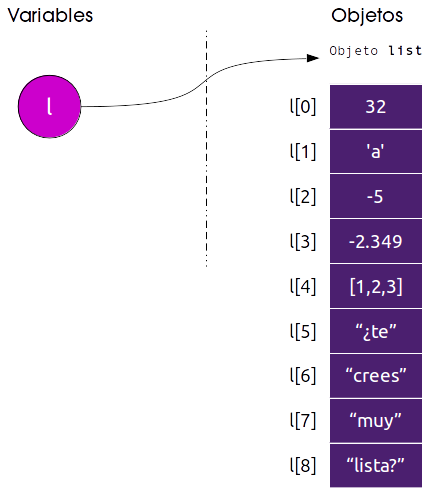 Variables Objetos
Objeto list
l
l[0] 32
l[1] 'a'
l[2] -5
l[3] -2.349
l[4] [1,2,3]
l[5] “¿te”
l[6] “crees”
l[7] “muy”
l[8] “lista?”